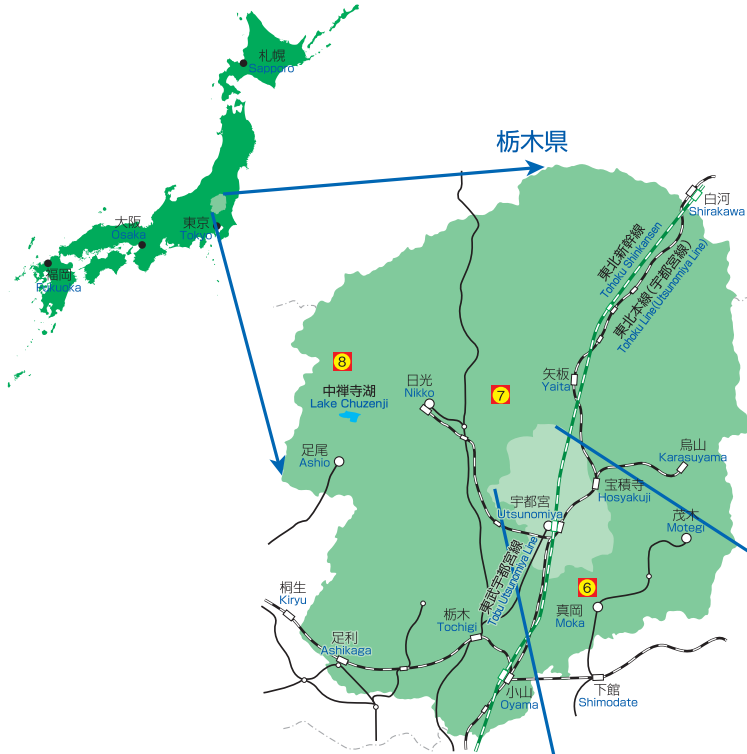 札幌
Sapporo
大阪
Osaka
東京
Tokyo
福岡
Fukuoka
栃木県
白河
Shirakawa
東北新幹線
Tohoku Shinkansen
東北本線(宇都宮線)
Tohoku Line(Utsunomiya Line)
8
中禅寺湖
Lake Chuzenji
日光
Nikko
7
矢板
Yaita
足尾
Ashio
烏山
Karasuyama
宝積寺
Hosyakuji
宇都宮
Utsunomiya
茂木
Motegi
東武宇都宮線
Tobu Utsunomiya Line
6
桐生
Kiryu
足利
Ashikaga
栃木
Tochigi
真岡
Moka
小山
Oyama
下館
Shimodate